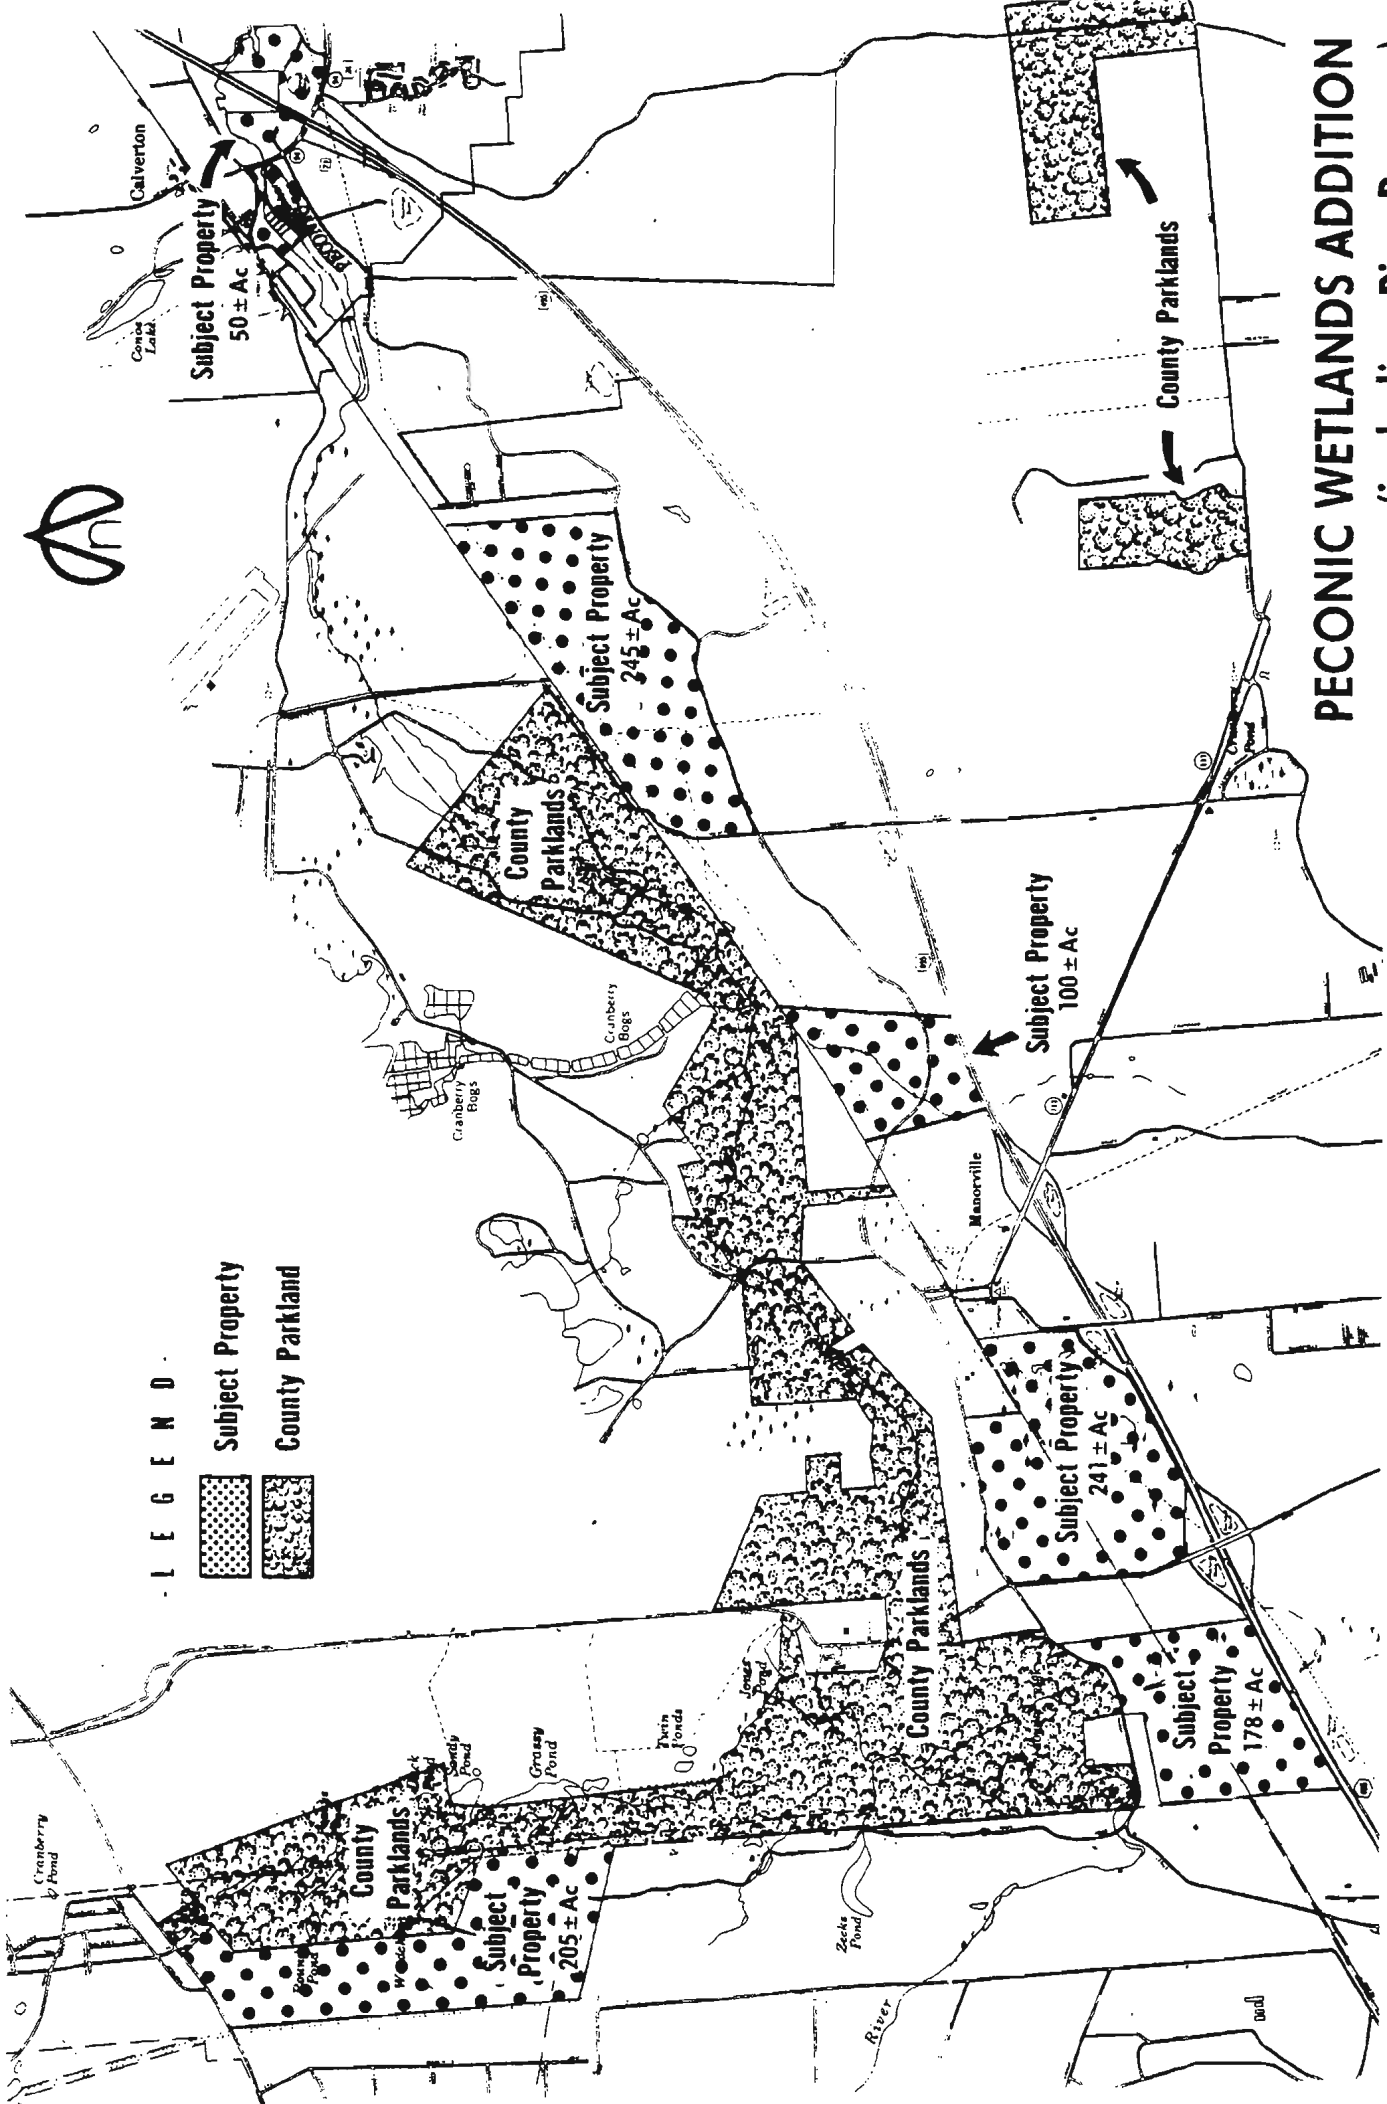 - L E G E N D -
Subject Property
County Parkland
Cranberry
Pond
County
Parklands
Subject
Property
205 ± Ac
Sandy
Pond
Grassy
Pond
Twin
Ponds
Jones
Pond
Zeeks
Pond
River
County Parklands
Subject
Property
178 ± Ac
Subject Property
241 ± Ac
Manorville
Cranberry
Bogs
Cranberry
Bogs
Subject Property
100 ± Ac
County
Parklands
Subject Property
245 ± Ac
Calverton
Subject Property
50 ± Ac
Lake
County Parklands
Pond
PECONIC WETLANDS ADDITION